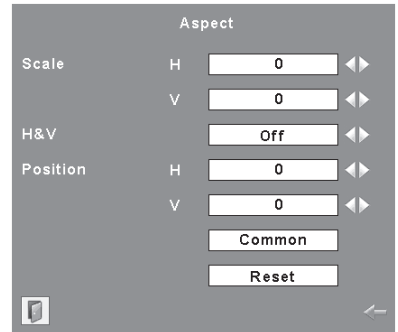 Aspect
Scale H 0
V 0
H&V Off
Position H 0
V 0
Common
Reset